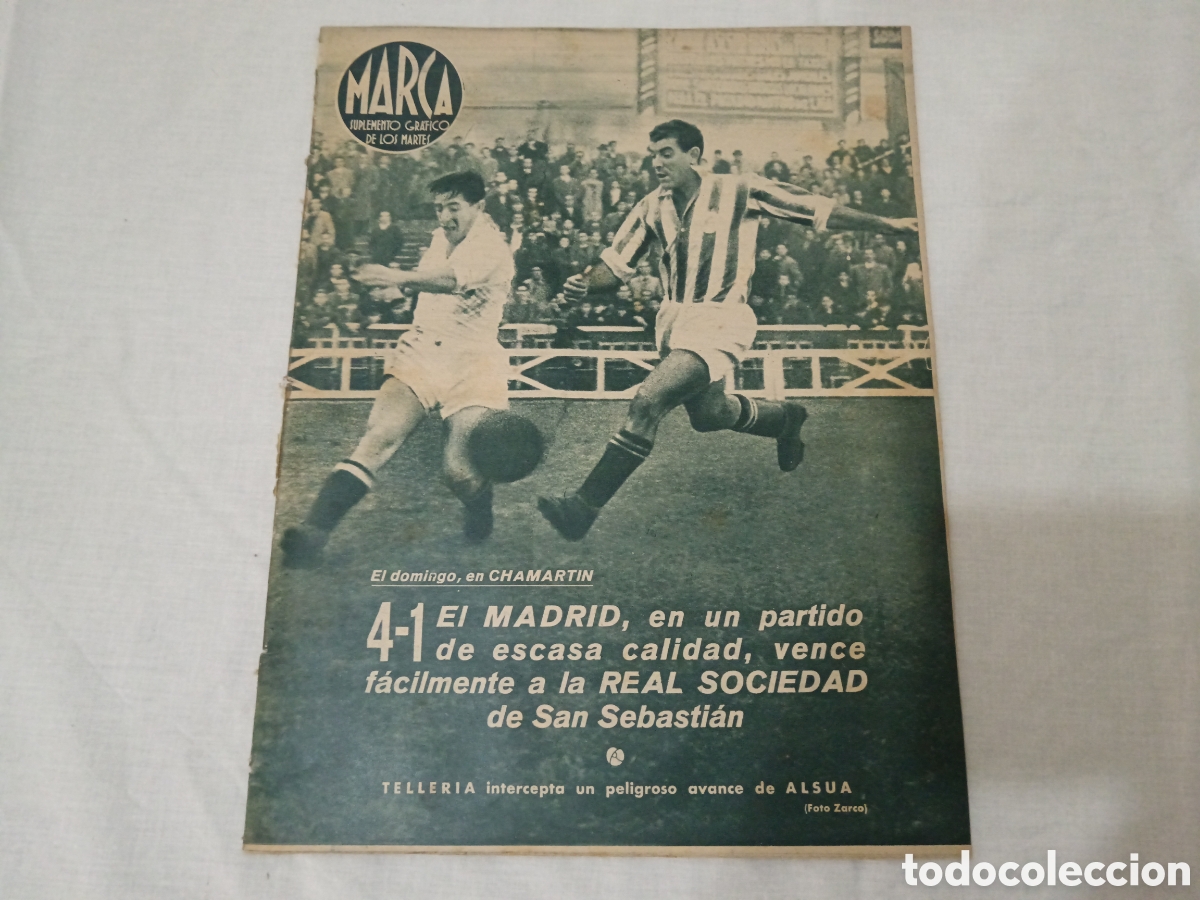 MARCA
SUPLEMENTO GRÁFICO
DE LOS MARTES
El domingo, en CHAMARTIN
4-1 El MADRID, en un partido
de escasa calidad, vence
fácilmente a la REAL SOCIEDAD
de San Sebastián
TELLERIA intercepta un peligroso avance de ALSUA
(Foto Zarco)
todocoleccion